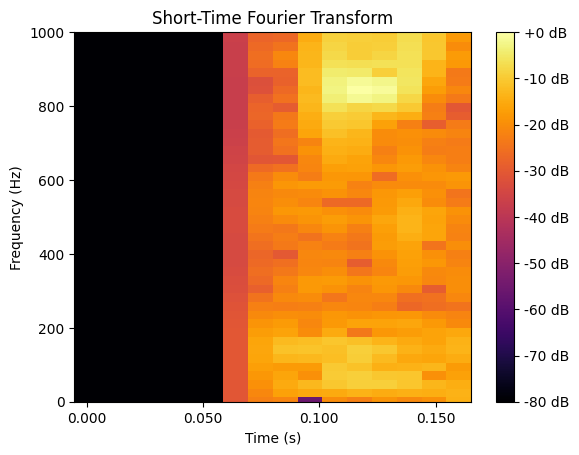 Short-Time Fourier Transform
Frequency (Hz)
1000
800
600
400
200
0
0.000
0.050
0.100
0.150
Time (s)
+0 dB
-10 dB
-20 dB
-30 dB
-40 dB
-50 dB
-60 dB
-70 dB
-80 dB